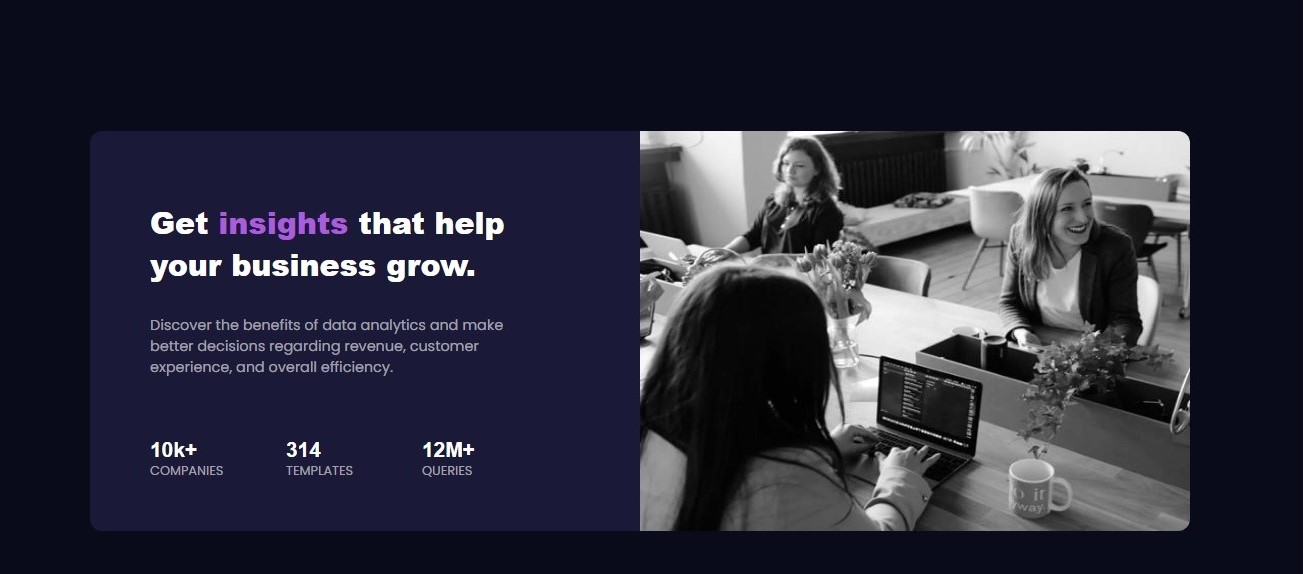 Get insights that help
your business grow.
Discover the benefits of data analytics and make
better decisions regarding revenue, customer
experience, and overall efficiency.
10k+ 314 12M+
COMPANIES TEMPLATES QUERIES